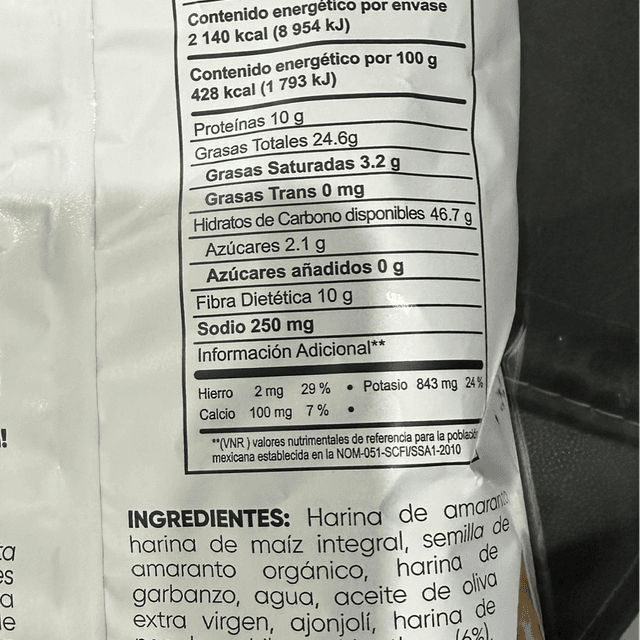 Contenido energético por envase
2 140 kcal (8 954 kJ)
Contenido energético por 100 g
428 kcal (1 793 kJ)
Proteínas 10 g
Grasas Totales 24.6g
Grasas Saturadas 3.2 g
Grasas Trans 0 mg
Hidratos de Carbono disponibles 46.7 g
Azúcares 2.1 g
Azúcares añadidos 0 g
Fibra Dietética 10 g
Sodio 250 mg
Información Adicional**
Hierro 2 mg 29 % • Potasio 843 mg 24 %
Calcio 100 mg 7 % •
**(VNR ) valores nutrimentales de referencia para la población
mexicana establecida en la NOM-051-SCFI/SSA1-2010
INGREDIENTES: Harina de amaranto
harina de maíz integral, semilla de
amaranto orgánico, harina de
garbanzo, agua, aceite de oliva
extra virgen, ajonjolí, harina de
(6%),